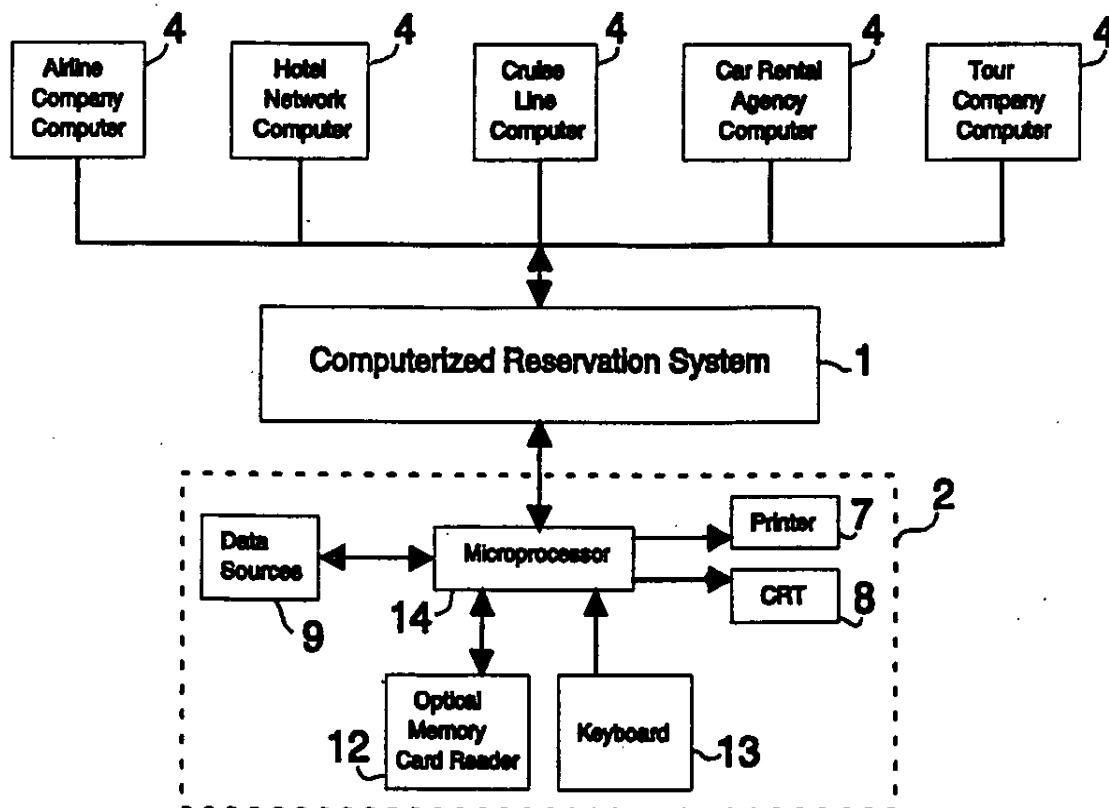 4
4
4
4
4
Airline
Company
Computer
Hotel
Network
Computer
Cruise
Line
Computer
Car Rental
Agency
Computer
Tour
Company
Computer
Computerized Reservation System
1
2
Data
Sources
9
Microprocessor
14
Printer
7
CRT
8
Optical
Memory
Card Reader
12
Keyboard
13